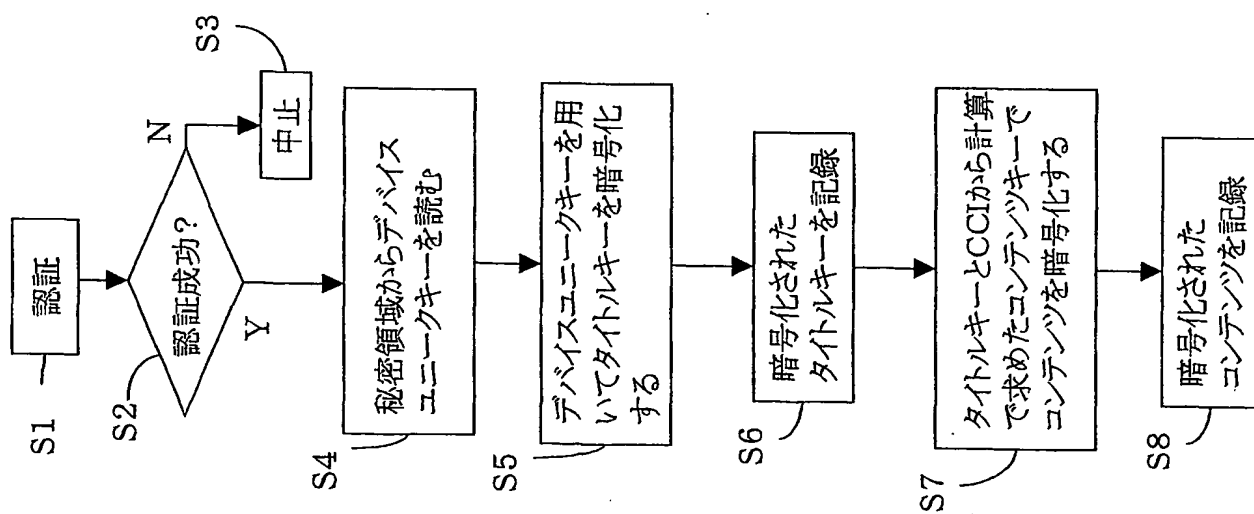 S1
認証
S2
認証成功?
N
S3
中止
Y
S4
秘密領域からデバイス
ユニークキーを読む
S5
デバイスユニークキーを用
いてタイトルキーを暗号化
する
S6
暗号化された
タイトルキーを記録
S7
タイトルキーとCCIから計算
で求めたコンテンツキーで
コンテンツを暗号化する
S8
暗号化された
コンテンツを記録